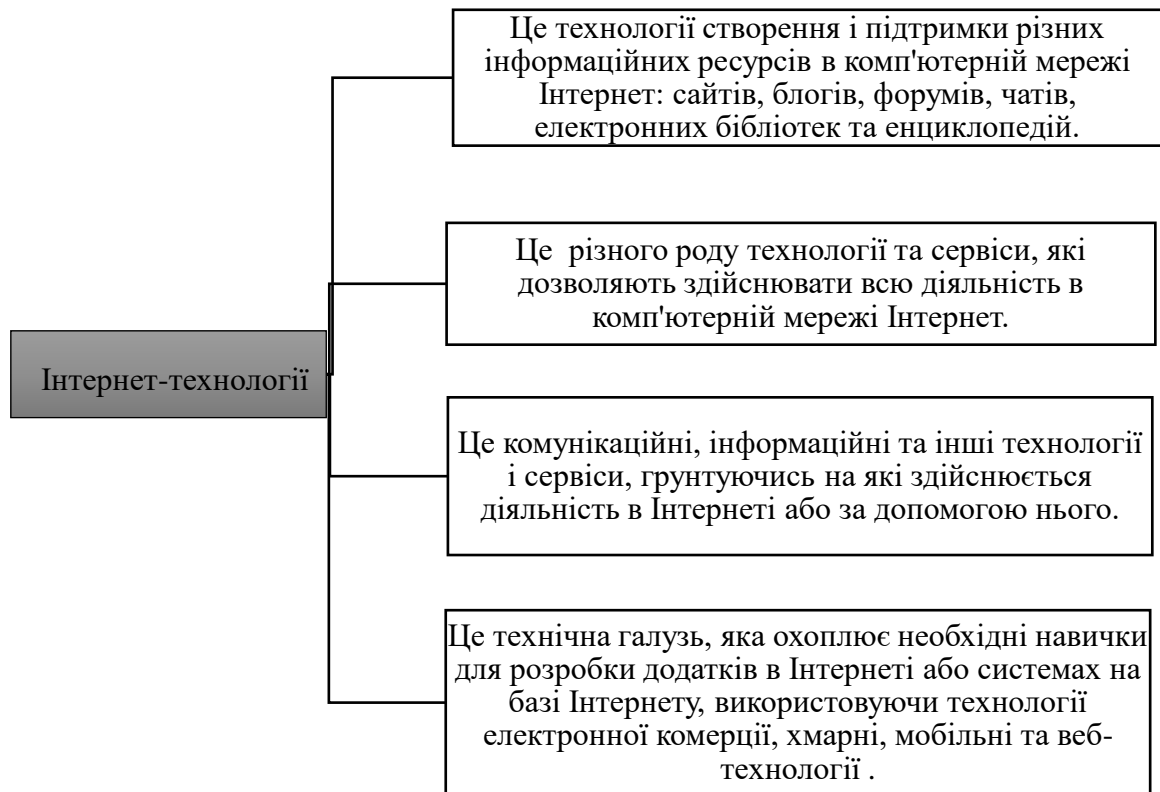 Це технології створення і підтримки різних
інформаційних ресурсів в комп'ютерній мережі
Інтернет: сайтів, блогів, форумів, чатів,
електронних бібліотек та енциклопедій.
Це різного роду технології та сервіси, які
дозволяють здійснювати всю діяльність в
комп'ютерній мережі Інтернет.
Інтернет-технології
Це комунікаційні, інформаційні та інші технології
і сервіси, грунтуючись на які здійснюється
діяльність в Інтернеті або за допомогою нього.
Це технічна галузь, яка охоплює необхідні навички
для розробки додатків в Інтернеті або системах на
базі Інтернету, використовуючи технології
електронної комерції, хмарні, мобільні та веб-
технології .